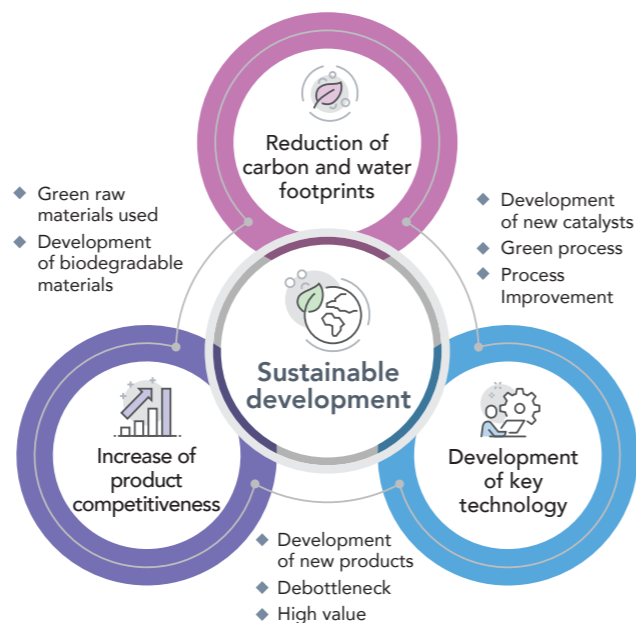 Reduction of
carbon and water
footprints
◆ Green raw
materials used
◆ Development
of biodegradable
materials
◆ Development
of new catalysts
◆ Green process
◆ Process
Improvement
Sustainable
development
Increase of
product
competitiveness
Development
of key
technology
◆ Development
of new products
◆ Debottleneck
◆ High value